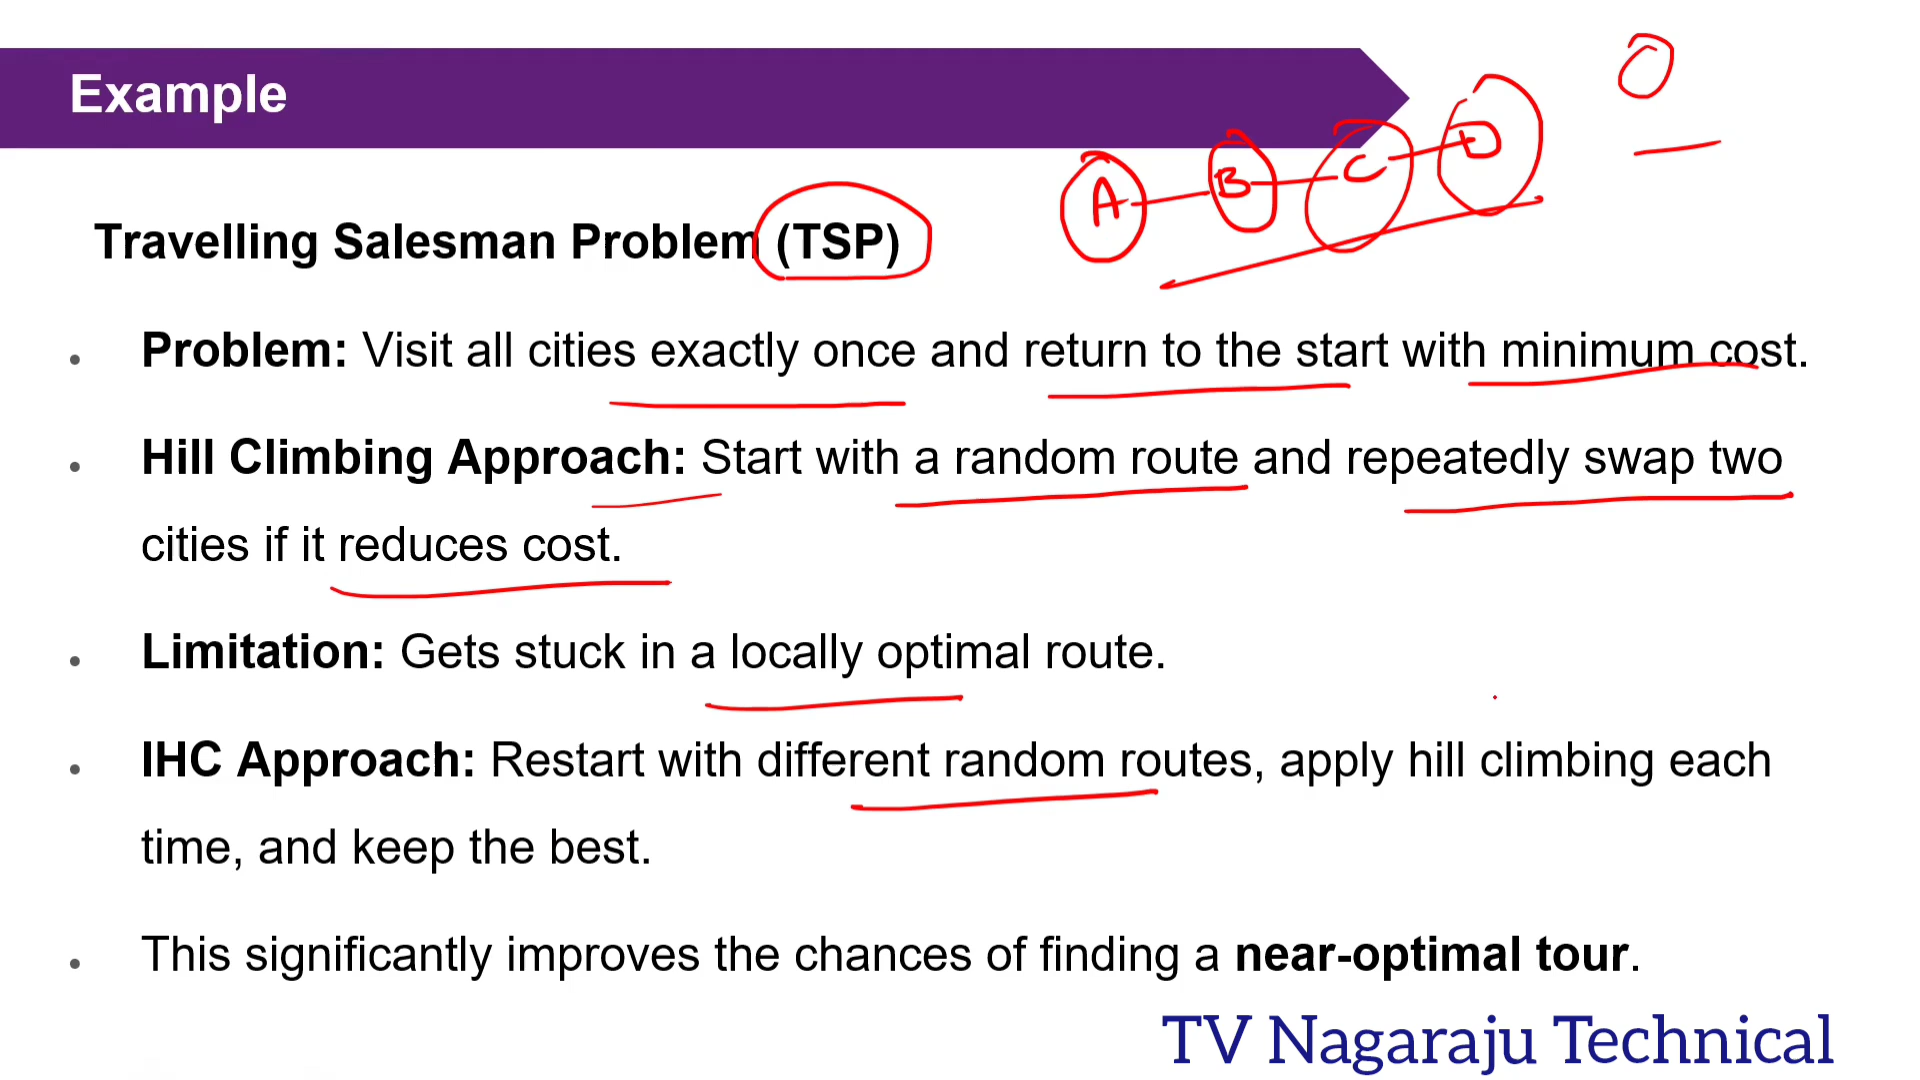 Example
A B C D
Travelling Salesman Problem (TSP)
Problem: Visit all cities exactly once and return to the start with minimum cost.
Hill Climbing Approach: Start with a random route and repeatedly swap two
cities if it reduces cost.
Limitation: Gets stuck in a locally optimal route.
IHC Approach: Restart with different random routes, apply hill climbing each
time, and keep the best.
This significantly improves the chances of finding a near-optimal tour.
TV Nagaraju Technical